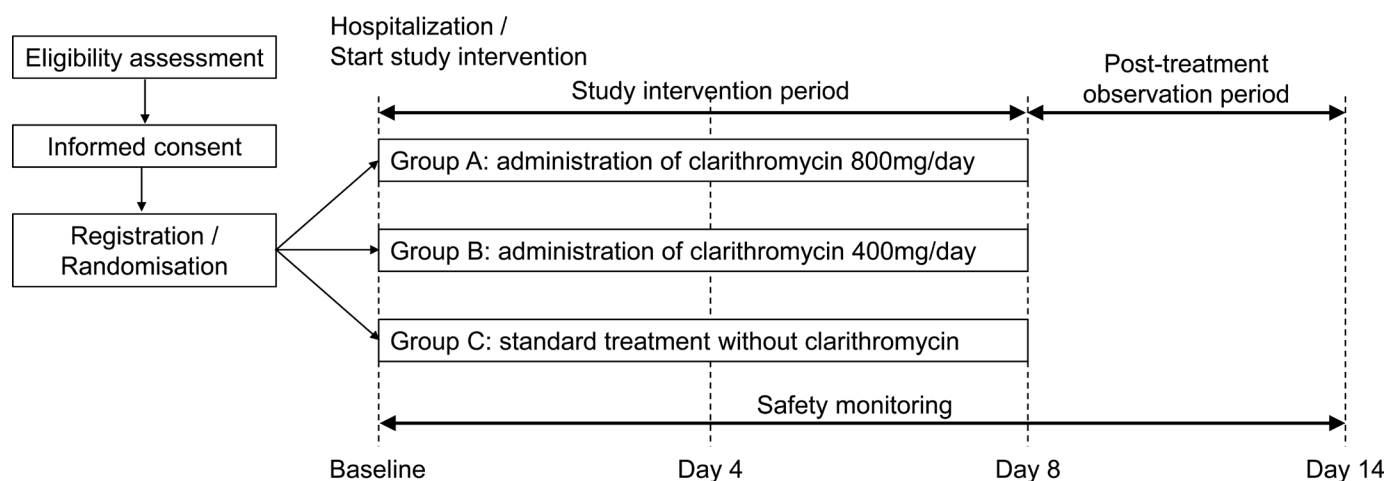 Eligibility assessment
Informed consent
Registration /
Randomisation
Hospitalization /
Start study intervention
Study intervention period
Post-treatment
observation period
Group A: administration of clarithromycin 800mg/day
Group B: administration of clarithromycin 400mg/day
Group C: standard treatment without clarithromycin
Safety monitoring
Baseline
Day 4
Day 8
Day 14